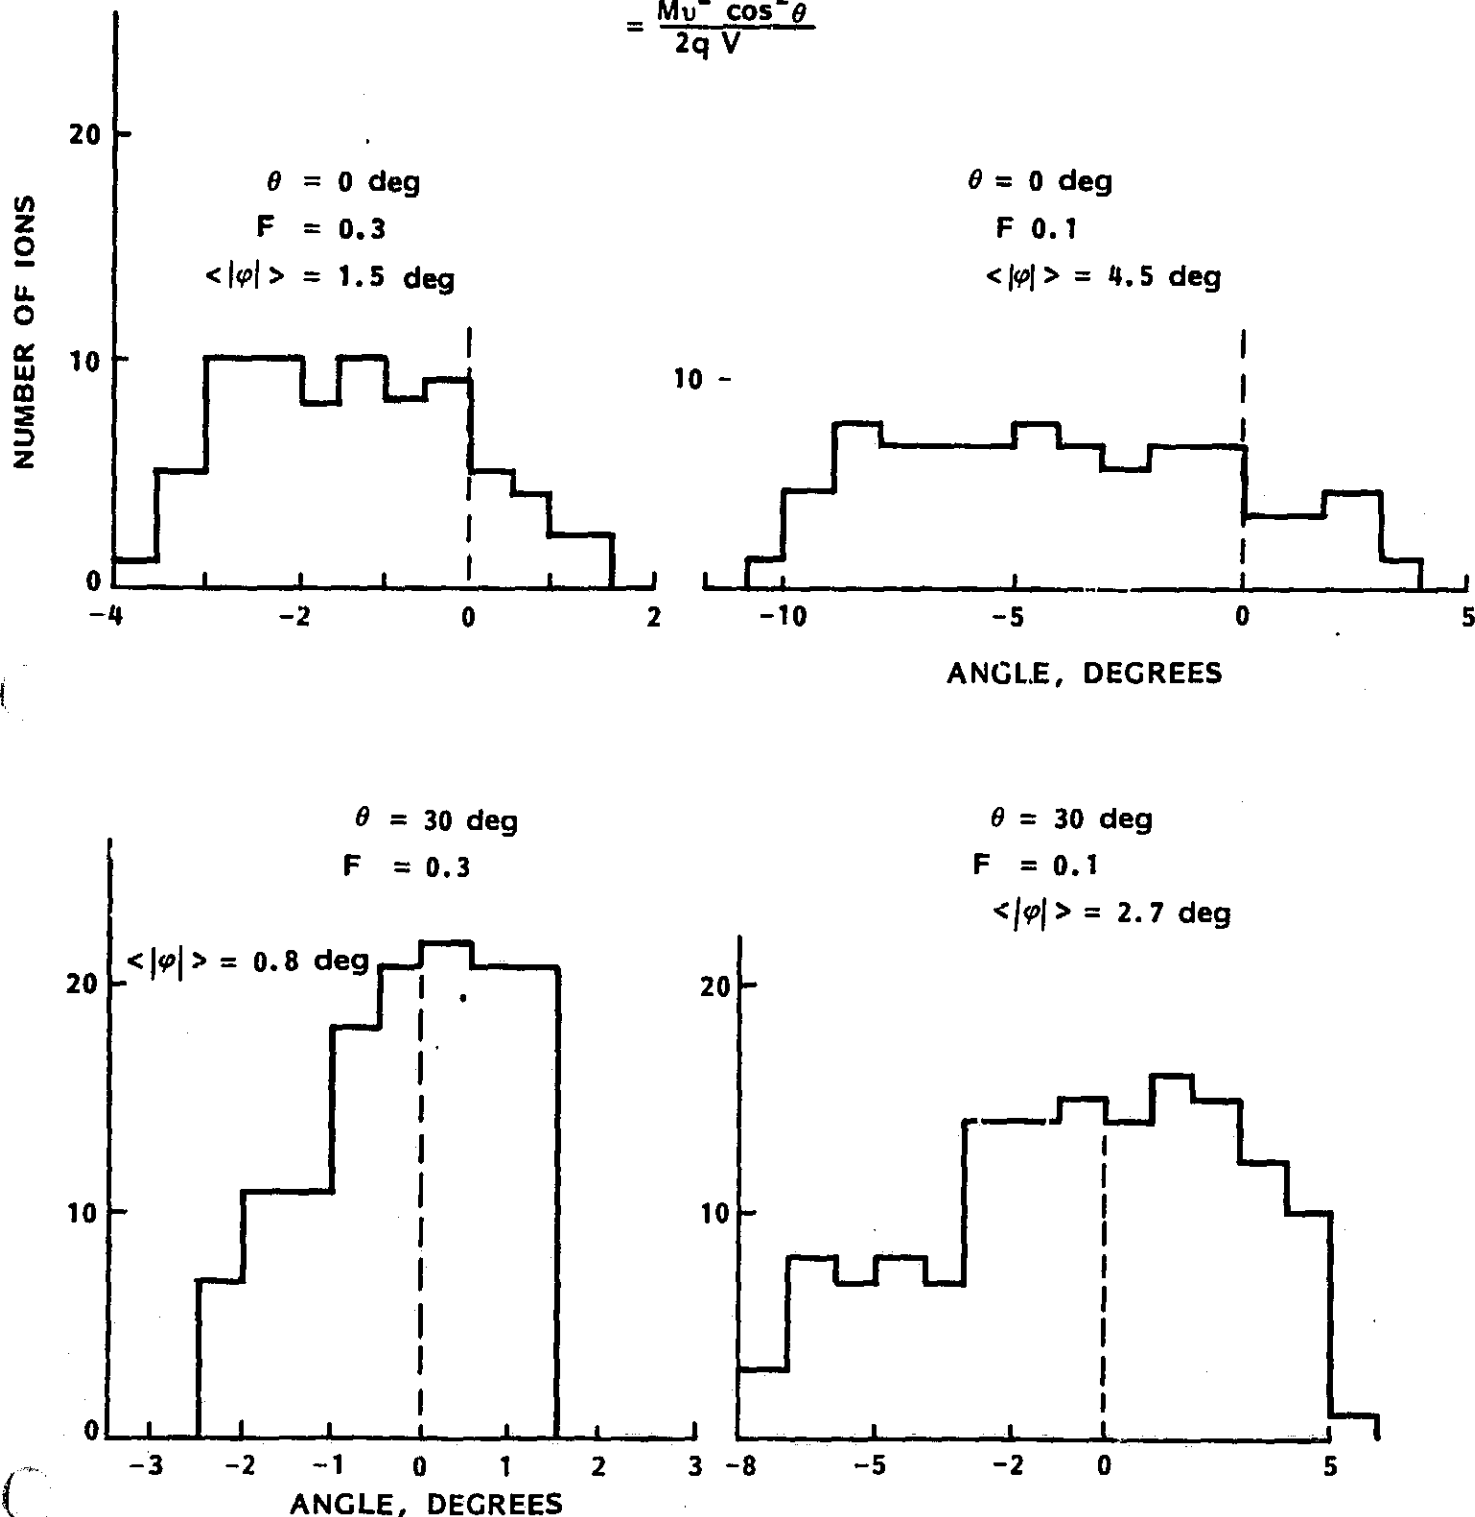 = Mυ² cos²θ
2q V
NUMBER OF IONS
20
10
0
θ = 0 deg
F = 0.3
<|φ|> = 1.5 deg
-4 -2 0 2
θ = 0 deg
F 0.1
<|φ|> = 4.5 deg
10
-10 -5 0 5
ANGLE, DEGREES
θ = 30 deg
F = 0.3
<|φ|> = 0.8 deg
20
10
0
-3 -2 -1 0 1 2 3
ANGLE, DEGREES
θ = 30 deg
F = 0.1
<|φ|> = 2.7 deg
20
10
-8 -5 -2 0 5